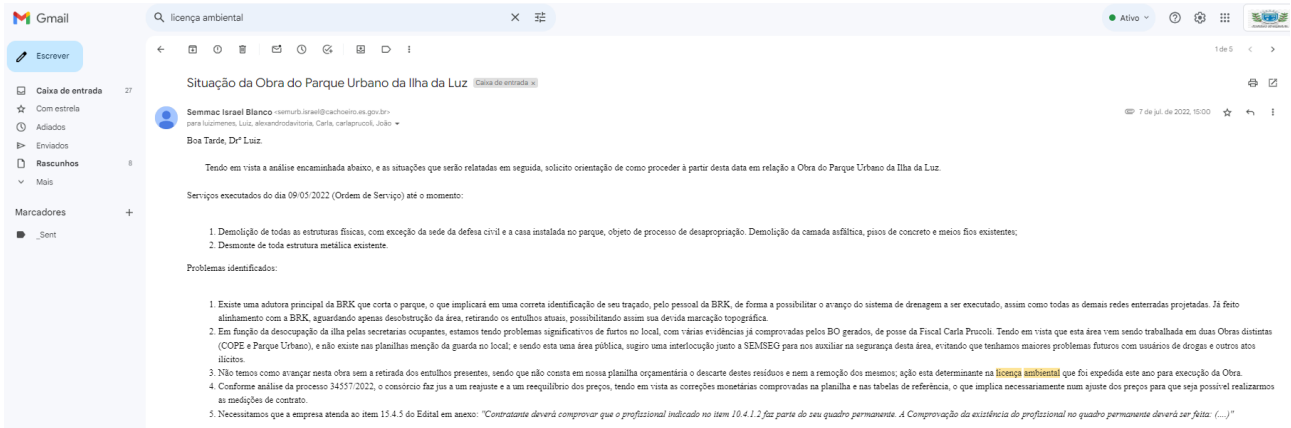 Gmail
licença ambiental
Ativo
Escrever
1 de 5
Caixa de entrada 27
Com estrela
Adiados
Enviados
Rascunhos 8
Mais
Marcadores
_Sent
Situação da Obra do Parque Urbano da Ilha da Luz Caixa de entrada x
Semmac Israel Blanco <semurb.israel@cachoeiro.es.gov.br>
7 de jul. de 2022, 15:00
para luizimenes, Luiz, alexandrodavitoria, Carla, carlaprucoli, João
Boa Tarde, Drº Luiz.
Tendo em vista a análise encaminhada abaixo, e as situações que serão relatadas em seguida, solicito orientação de como proceder à partir desta data em relação a Obra do Parque Urbano da Ilha da Luz.
Serviços executados do dia 09/05/2022 (Ordem de Serviço) até o momento:
1. Demolição de todas as estruturas físicas, com exceção da sede da defesa civil e a casa instalada no parque, objeto de processo de desapropriação. Demolição da camada asfáltica, pisos de concreto e meios fios existentes;
2. Desmonte de toda estrutura metálica existente.
Problemas identificados:
1. Existe uma adutora principal da BRK que corta o parque, o que implicará em uma correta identificação de seu traçado, pelo pessoal da BRK, de forma a possibilitar o avanço do sistema de drenagem a ser executado, assim como todas as demais redes enterradas projetadas. Já feito
alinhamento com a BRK, aguardando apenas desobstrução da área, retirando os entulhos atuais, possibilitando assim sua devida marcação topográfica.
2. Em função da desocupação da ilha pelas secretarias ocupantes, estamos tendo problemas significativos de furtos no local, com várias evidências já comprovadas pelos BO gerados, de posse da Fiscal Carla Prucoli. Tendo em vista que esta área vem sendo trabalhada em duas Obras distintas
(COPE e Parque Urbano), e não existe nas planilhas menção da guarda no local; e sendo esta uma área pública, sugiro uma interlocução junto a SEMSEG para nos auxiliar na segurança desta área, evitando que tenhamos maiores problemas futuros com usuários de drogas e outros atos
ilícitos.
3. Não temos como avançar nesta obra sem a retirada dos entulhos presentes, sendo que não consta em nossa planilha orçamentária o descarte destes resíduos e nem a remoção dos mesmos; ação esta determinante na licença ambiental que foi expedida este ano para execução da Obra.
4. Conforme análise da processo 34557/2022, o consórcio faz jus a um reajuste e a um reequilíbrio dos preços, tendo em vista as correções monetárias comprovadas na planilha e nas tabelas de referência, o que implica necessariamente num ajuste dos preços para que seja possível realizarmos
as medições de contrato.
5. Necessitamos que a empresa atenda ao item 15.4.5 do Edital em anexo: "Contratante deverá comprovar que o profissional indicado no item 10.4.1.2 faz parte do seu quadro permanente. A Comprovação da existência do profissional no quadro permanente deverá ser feita: (....)"